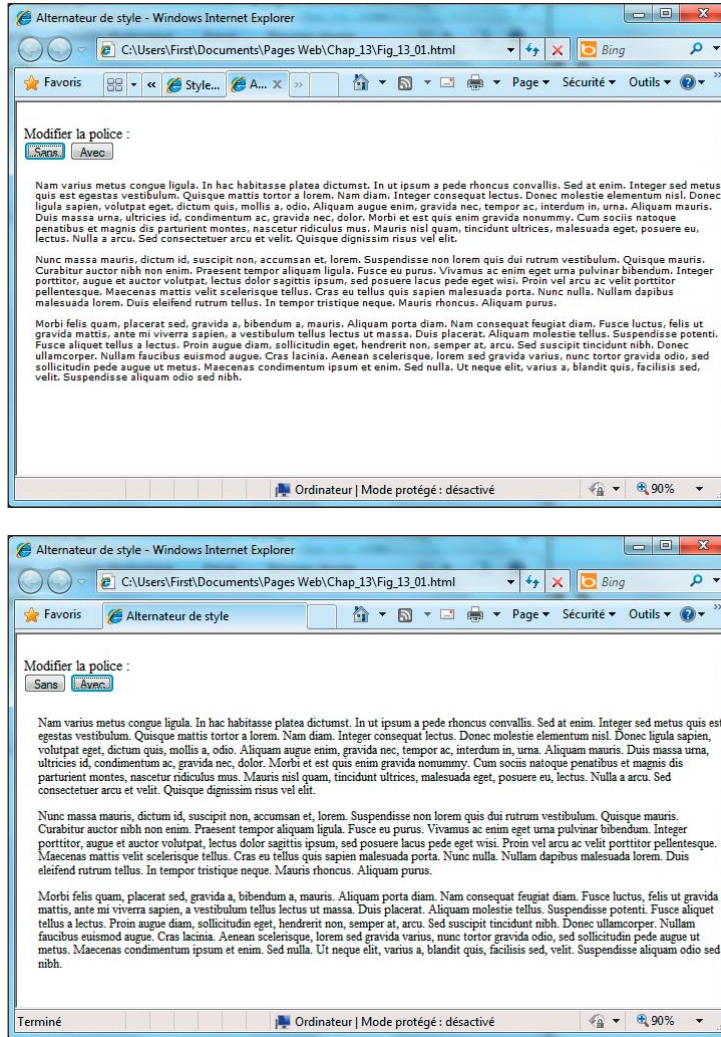 Alternateur de style - Windows Internet Explorer
C:\Users\First\Documents\Pages Web\Chap_13\Fig_13_01.html
Bing
Favoris
Style...
A...
Page
Sécurité
Outils
Modifier la police :
Sans Avec
Nam varius metus congue ligula. In hac habitasse platea dictumst. In ut ipsum a pede rhoncus convallis. Sed at enim. Integer sed metus
quis est egestas vestibulum. Quisque mattis tortor a lorem. Nam diam. Integer consequat lectus. Donec molestie elementum nisl. Donec
ligula sapien, volutpat eget, dictum quis, mollis a, odio. Aliquam augue enim, gravida nec, tempor ac, interdum in, urna. Aliquam mauris.
Duis massa urna, ultricies id, condimentum ac, gravida nec, dolor. Morbi et est quis enim gravida nonummy. Cum sociis natoque
penatibus et magnis dis parturient montes, nascetur ridiculus mus. Mauris nisl quam, tincidunt ultrices, malesuada eget, posuere eu,
lectus. Nulla a arcu. Sed consectetuer arcu et velit. Quisque dignissim risus vel elit.
Nunc massa mauris, dictum id, suscipit non, accumsan et, lorem. Suspendisse non lorem quis dui rutrum vestibulum. Quisque mauris.
Curabitur auctor nibh non enim. Praesent tempor aliquam ligula. Fusce eu purus. Vivamus ac enim eget urna pulvinar bibendum. Integer
porttitor, augue et auctor volutpat, lectus dolor sagittis ipsum, sed posuere lacus pede eget wisi. Proin vel arcu ac velit porttitor
pellentesque. Maecenas mattis velit scelerisque tellus. Cras eu tellus quis sapien malesuada porta. Nunc nulla. Nullam dapibus
malesuada lorem. Duis eleifend rutrum tellus. In tempor tristique neque. Mauris rhoncus. Aliquam purus.
Morbi felis quam, placerat sed, gravida a, bibendum a, mauris. Aliquam porta diam. Nam consequat feugiat diam. Fusce luctus, felis ut
gravida mattis, ante mi viverra sapien, a vestibulum tellus lectus ut massa. Duis placerat. Aliquam molestie tellus. Suspendisse potenti.
Fusce aliquet tellus a lectus. Proin augue diam, sollicitudin eget, hendrerit non, semper at, arcu. Sed suscipit tincidunt nibh. Donec
ullamcorper. Nullam faucibus euismod augue. Cras lacinia. Aenean scelerisque, lorem sed gravida varius, nunc tortor gravida odio, sed
sollicitudin pede augue ut metus. Maecenas condimentum ipsum et enim. Sed nulla. Ut neque elit, varius a, blandit quis, facilisis sed,
velit. Suspendisse aliquam odio sed nibh.
Ordinateur | Mode protégé : désactivé
90%
Alternateur de style - Windows Internet Explorer
C:\Users\First\Documents\Pages Web\Chap_13\Fig_13_01.html
Bing
Favoris
Alternateur de style
Page
Sécurité
Outils
Modifier la police :
Sans Avec
Nam varius metus congue ligula. In hac habitasse platea dictumst. In ut ipsum a pede rhoncus convallis. Sed at enim. Integer sed metus quis est
egestas vestibulum. Quisque mattis tortor a lorem. Nam diam. Integer consequat lectus. Donec molestie elementum nisl. Donec ligula sapien,
volutpat eget, dictum quis, mollis a, odio. Aliquam augue enim, gravida nec, tempor ac, interdum in, urna. Aliquam mauris. Duis massa urna,
ultricies id, condimentum ac, gravida nec, dolor. Morbi et est quis enim gravida nonummy. Cum sociis natoque penatibus et magnis dis
parturient montes, nascetur ridiculus mus. Mauris nisl quam, tincidunt ultrices, malesuada eget, posuere eu, lectus. Nulla a arcu. Sed
consectetuer arcu et velit. Quisque dignissim risus vel elit.
Nunc massa mauris, dictum id, suscipit non, accumsan et, lorem. Suspendisse non lorem quis dui rutrum vestibulum. Quisque mauris.
Curabitur auctor nibh non enim. Praesent tempor aliquam ligula. Fusce eu purus. Vivamus ac enim eget urna pulvinar bibendum. Integer
porttitor, augue et auctor volutpat, lectus dolor sagittis ipsum, sed posuere lacus pede eget wisi. Proin vel arcu ac velit porttitor pellentesque.
Maecenas mattis velit scelerisque tellus. Cras eu tellus quis sapien malesuada porta. Nunc nulla. Nullam dapibus malesuada lorem. Duis
eleifend rutrum tellus. In tempor tristique neque. Mauris rhoncus. Aliquam purus.
Morbi felis quam, placerat sed, gravida a, bibendum a, mauris. Aliquam porta diam. Nam consequat feugiat diam. Fusce luctus, felis ut gravida
mattis, ante mi viverra sapien, a vestibulum tellus lectus ut massa. Duis placerat. Aliquam molestie tellus. Suspendisse potenti. Fusce aliquet
tellus a lectus. Proin augue diam, sollicitudin eget, hendrerit non, semper at, arcu. Sed suscipit tincidunt nibh. Donec ullamcorper. Nullam
faucibus euismod augue. Cras lacinia. Aenean scelerisque, lorem sed gravida varius, nunc tortor gravida odio, sed sollicitudin pede augue ut
metus. Maecenas condimentum ipsum et enim. Sed nulla. Ut neque elit, varius a, blandit quis, facilisis sed, velit. Suspendisse aliquam odio sed
nibh.
Terminé
Ordinateur | Mode protégé : désactivé
90%